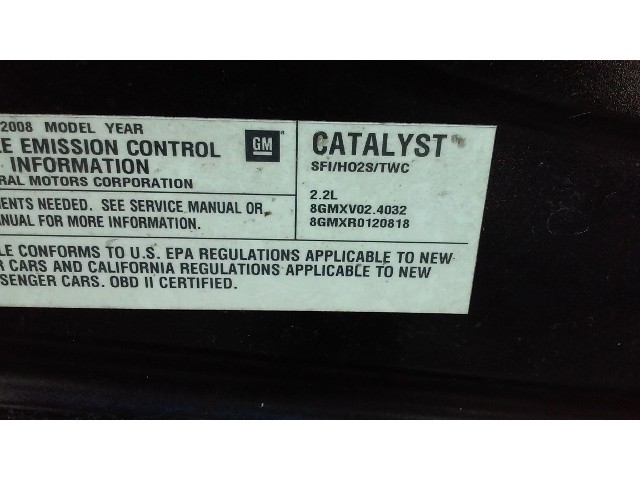 2008 MODEL YEAR
E EMISSION CONTROL
INFORMATION
RAL MOTORS CORPORATION
GM
CATALYST
SFI/HO2S/TWC
MENTS NEEDED. SEE SERVICE MANUAL OR,
ANUAL FOR MORE INFORMATION.
2.2L
8GMXV02.4032
8GMXR0120818
LE CONFORMS TO U.S. EPA REGULATIONS APPLICABLE TO NEW
R CARS AND CALIFORNIA REGULATIONS APPLICABLE TO NEW
SENGER CARS. OBD II CERTIFIED.